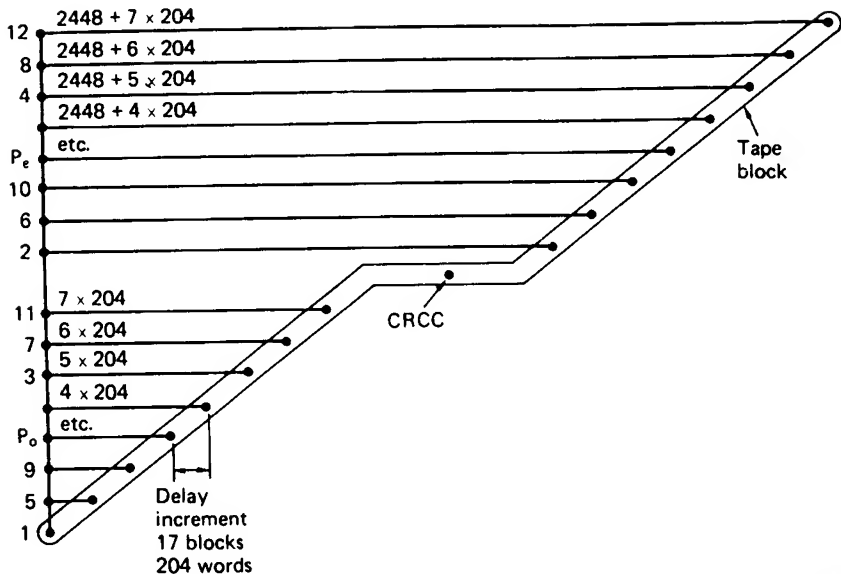 12 2448 + 7 × 204
8 2448 + 6 × 204
4 2448 + 5 × 204
2448 + 4 × 204
Pe etc.
10
6
2
Tape
block
CRCC
11 7 × 204
7 6 × 204
3 5 × 204
4 × 204
Po etc.
9
5
1
Delay
increment
17 blocks
204 words